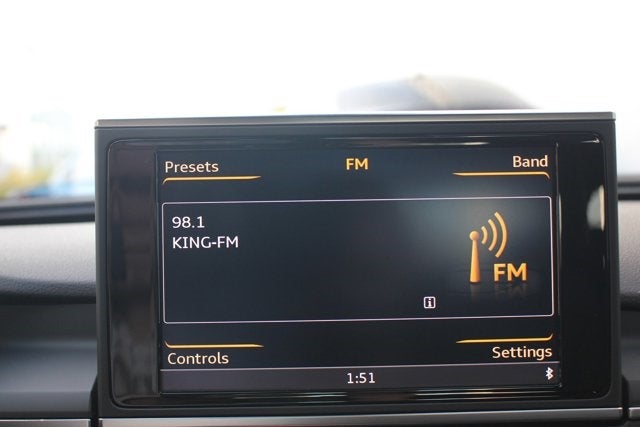 Presets FM Band
98.1
KING-FM
FM
i
Controls Settings
1:51